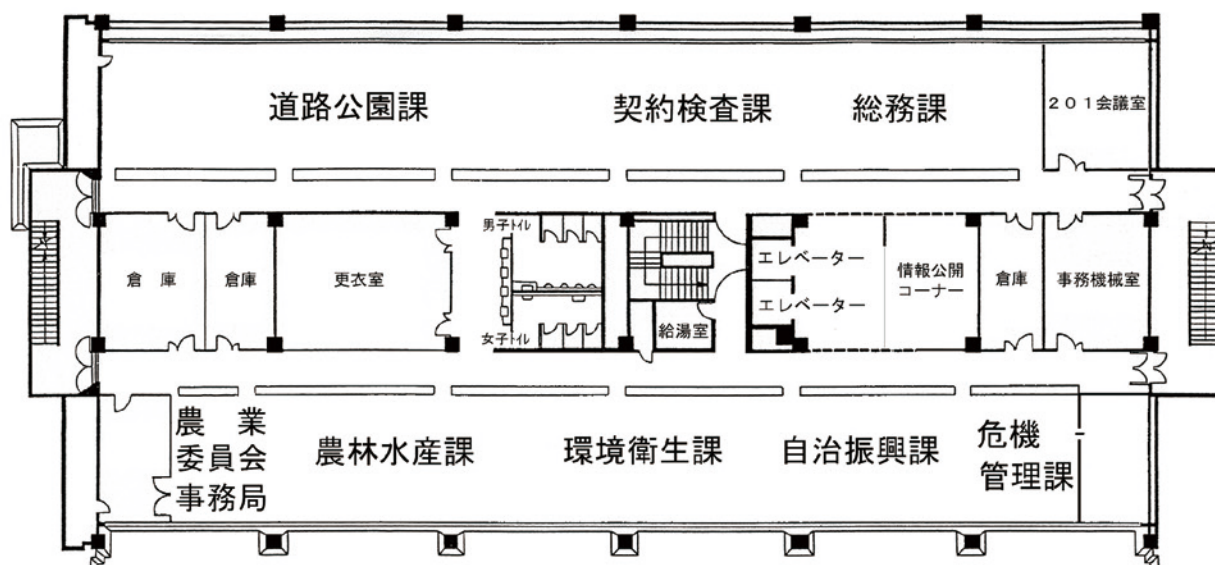 道路公園課
契約検査課
総務課
201会議室
男子トイレ
倉 庫
倉庫
更衣室
女子トイレ
エレベーター
エレベーター
給湯室
情報公開
コーナー
倉庫
事務機械室
農 業
委員会
事務局
農林水産課
環境衛生課
自治振興課
危機
管理課